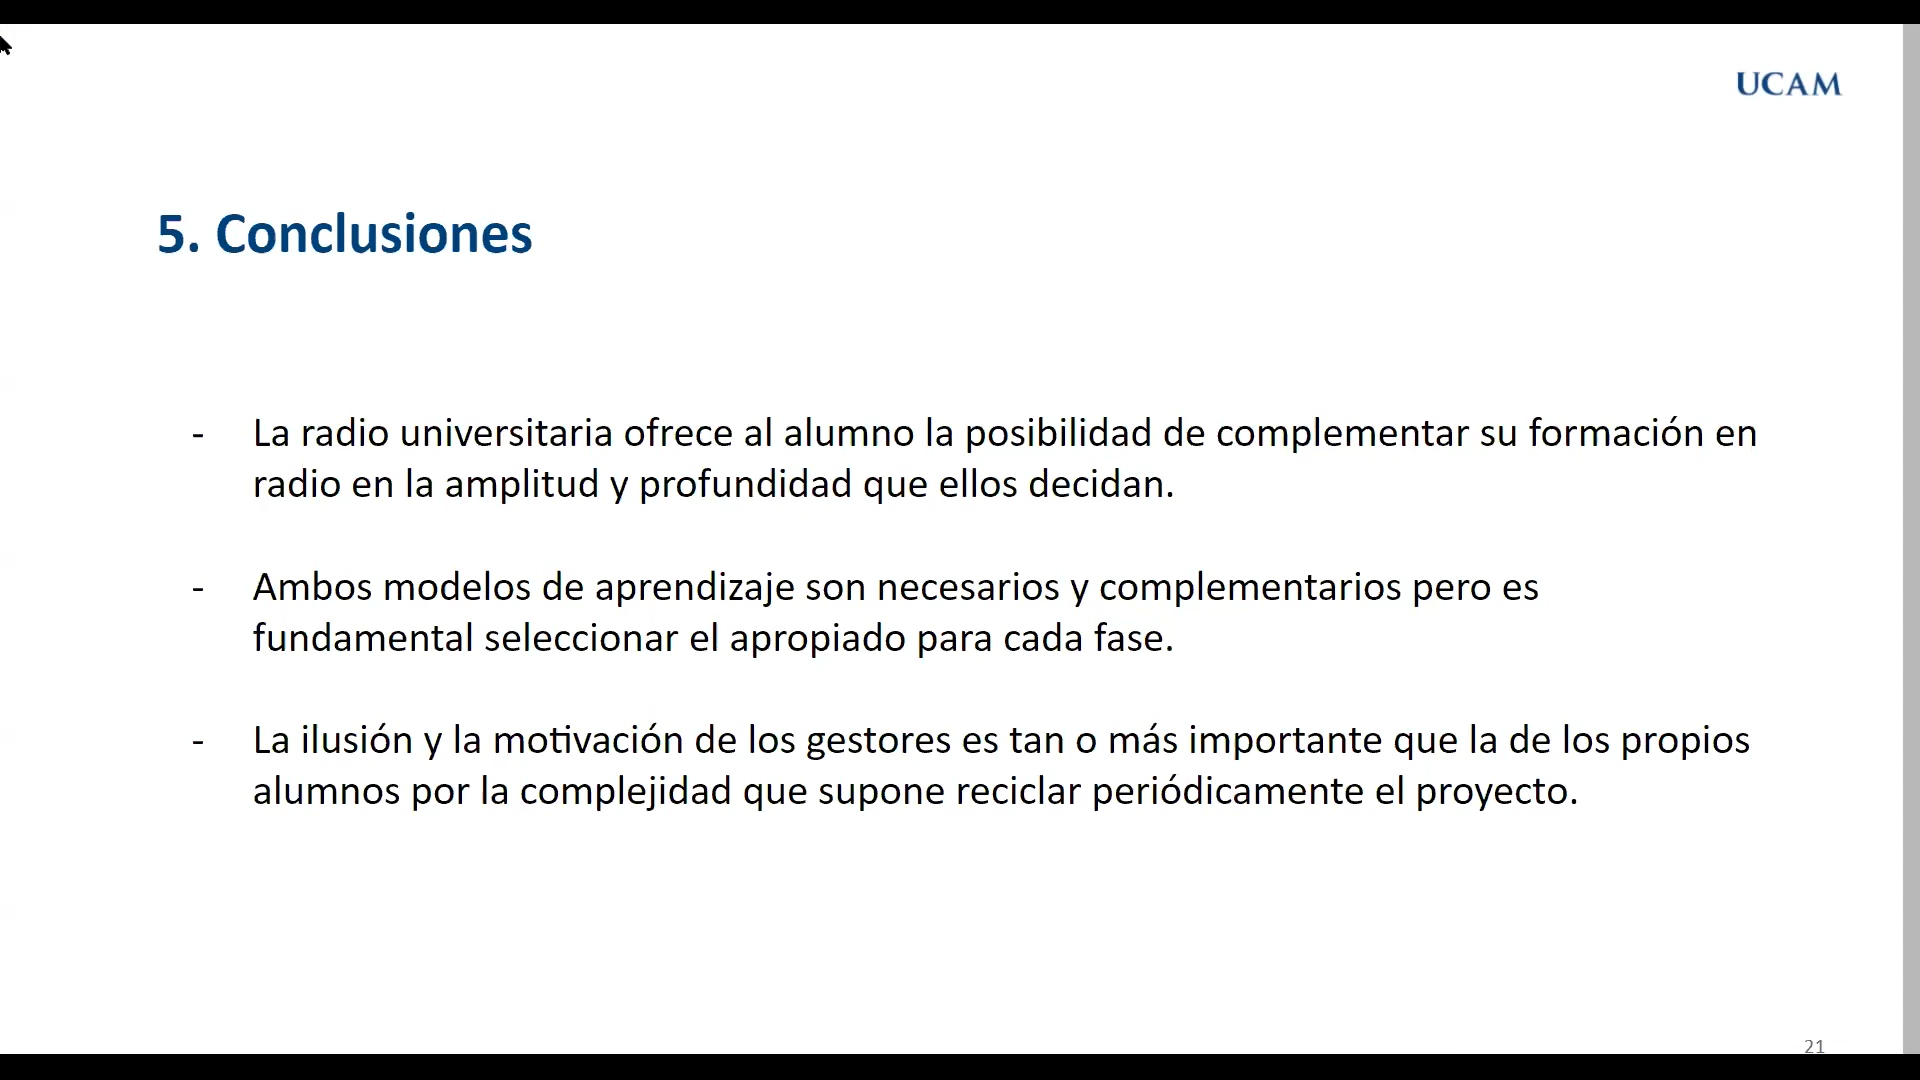 UCAM
5. Conclusiones
- La radio universitaria ofrece al alumno la posibilidad de complementar su formación en
radio en la amplitud y profundidad que ellos decidan.
- Ambos modelos de aprendizaje son necesarios y complementarios pero es
fundamental seleccionar el apropiado para cada fase.
- La ilusión y la motivación de los gestores es tan o más importante que la de los propios
alumnos por la complejidad que supone reciclar periódicamente el proyecto.
21